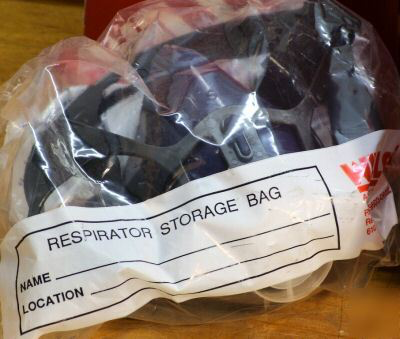 RESPIRATOR STORAGE BAG
NAME
LOCATION